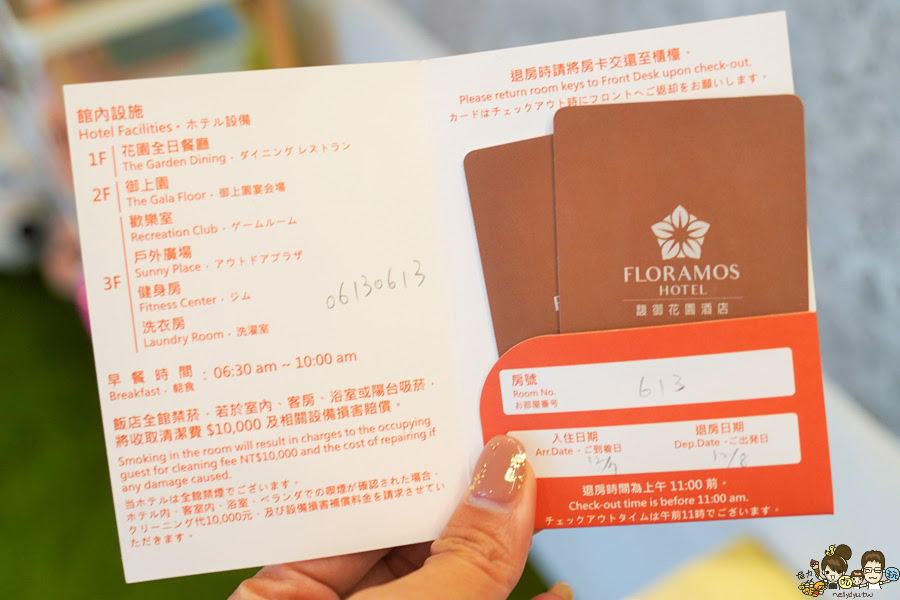 館內設施
Hotel Facilities・ホテル設備
1F 花園全日餐廳
The Garden Dining・ダイニング レストラン
2F 御上園
The Gala Floor・御上園宴会場
歡樂室
Recreation Club・ゲームルーム
戶外廣場
Sunny Place・アウトドアプラザ
3F 健身房
Fitness Center・ジム
洗衣房
Laundry Room・洗濯室
06130613
早餐時間：06:30 am ~ 10:00 am
Breakfast・朝食
飯店全館禁菸，若於室內、客房、浴室或陽台吸菸，
將收取清潔費 $10,000 及相關設備損害賠償。
Smoking in the room will result in charges to the occupying
guest for cleaning fee NT$10,000 and the cost of repairing if
any damage caused.
当ホテルは全館禁煙でございます。
ホテル内、客室内、浴室、ベランダでの喫煙が確認された場合、
クリーニング代10,000元、及び設備損害補償料金を請求させてい
ただきます。
退房時請將房卡交還至櫃檯。
Please return room keys to Front Desk upon check-out.
カードはチェックアウト時にフロントへご返却をお願いします。
FLORAMOS
HOTEL
馥御花園酒店
房號
Room No. 613
お部屋番号
入住日期
Arr.Date・ご到着日
12/7
退房日期
Dep.Date・ご出発日
12/8
退房時間為上午 11:00 前。
Check-out time is before 11:00 am.
チェックアウトタイムは午前11時でございます。
nellydyu.tw